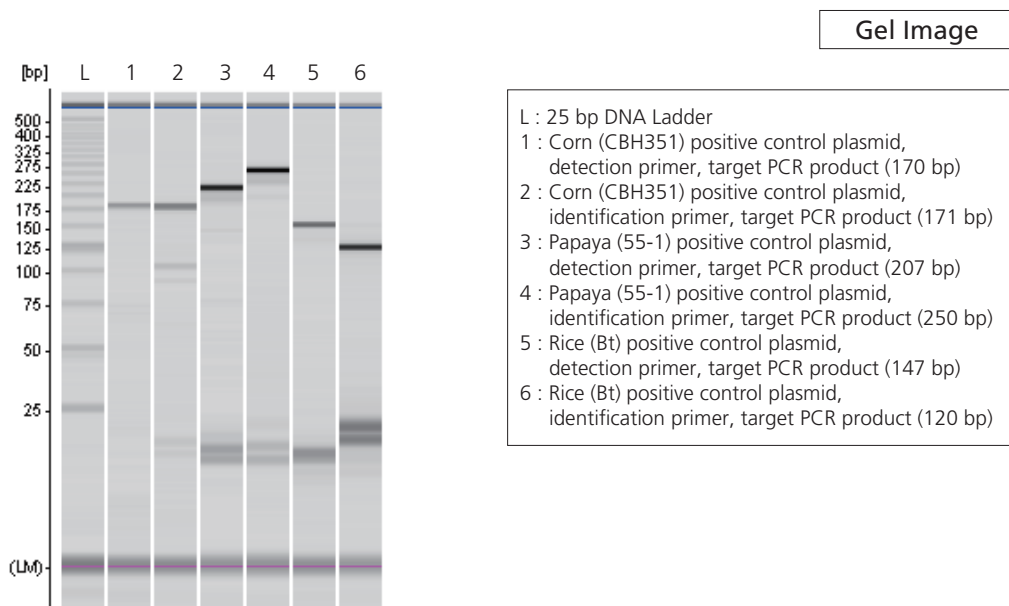 Gel Image
[bp] L 1 2 3 4 5 6
500
400
325
275
225
175
150
125
100
75
50
25
(LM)
L : 25 bp DNA Ladder
1 : Corn (CBH351) positive control plasmid,
detection primer, target PCR product (170 bp)
2 : Corn (CBH351) positive control plasmid,
identification primer, target PCR product (171 bp)
3 : Papaya (55-1) positive control plasmid,
detection primer, target PCR product (207 bp)
4 : Papaya (55-1) positive control plasmid,
identification primer, target PCR product (250 bp)
5 : Rice (Bt) positive control plasmid,
detection primer, target PCR product (147 bp)
6 : Rice (Bt) positive control plasmid,
identification primer, target PCR product (120 bp)